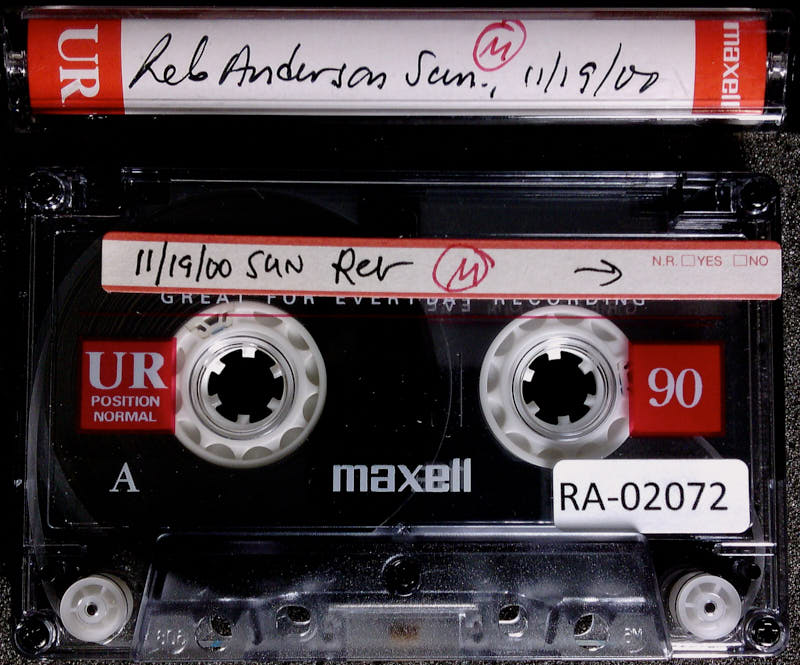 UR Reb Anderson Sun., 11/19/00 M maxell
11/19/00 SUN Reb M → N.R. □ YES □ NO
GREAT FOR EVERYDAY RECORDING
UR
POSITION
NORMAL
90
A maxell
RA-02072